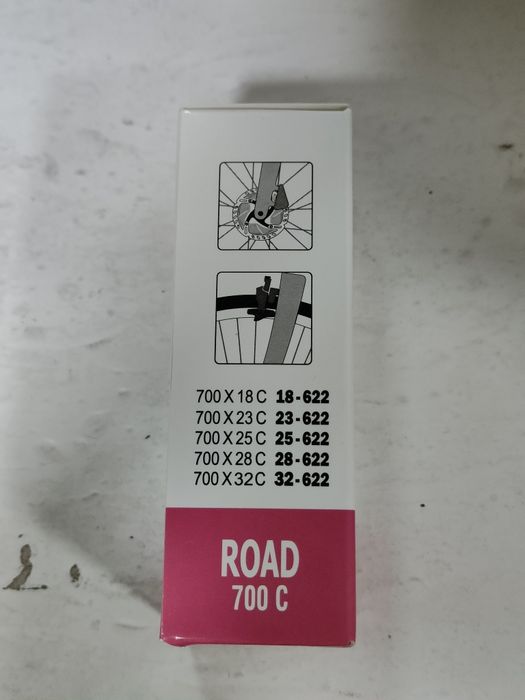 700 X 18 C 18-622
700 X 23 C 23-622
700 X 25 C 25-622
700 X 28 C 28-622
700 X 32 C 32-622
ROAD
700 C